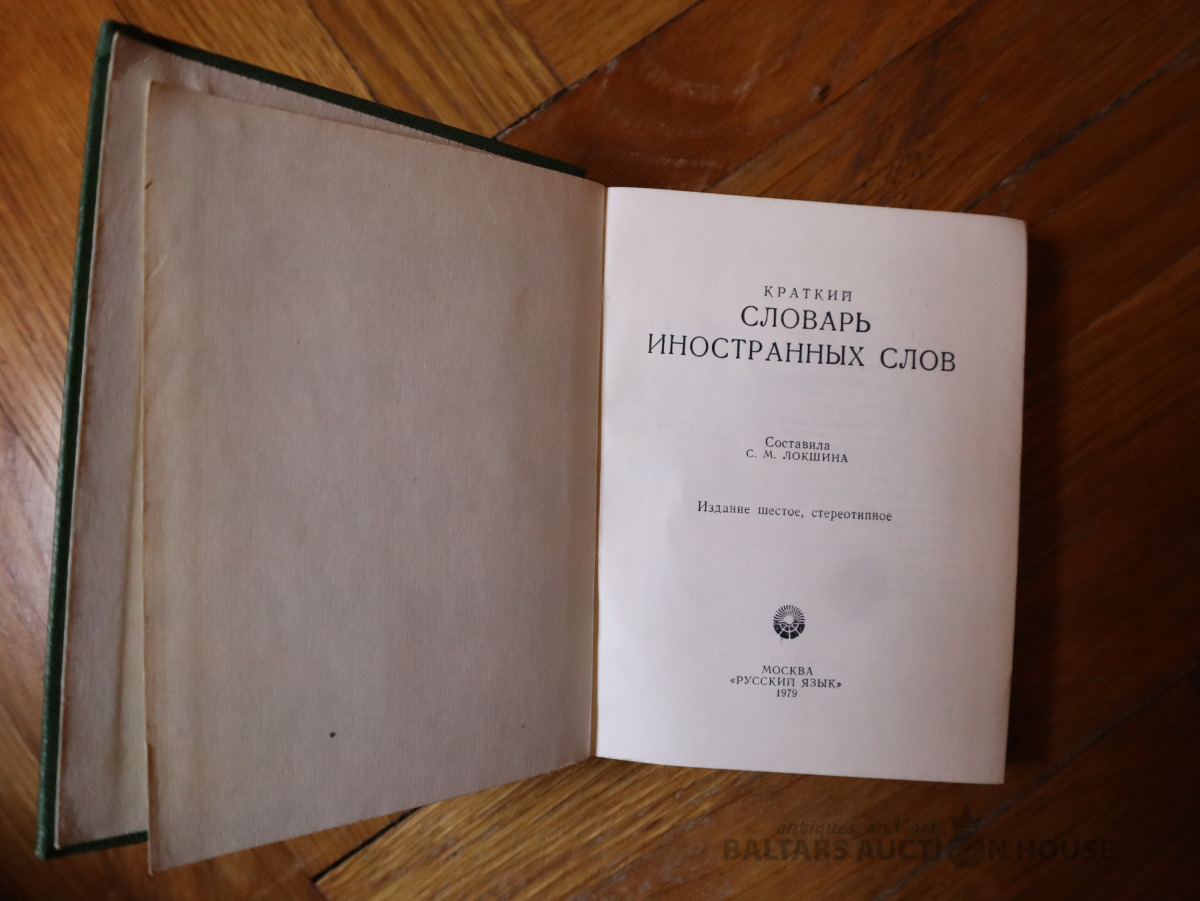 КРАТКИЙ
СЛОВАРЬ
ИНОСТРАННЫХ СЛОВ
Составила
С. М. ЛОКШИНА
Издание шестое, стереотипное
МОСКВА
«РУССКИЙ ЯЗЫК»
1979
antiques and art
BALTARS AUCTION HOUSE